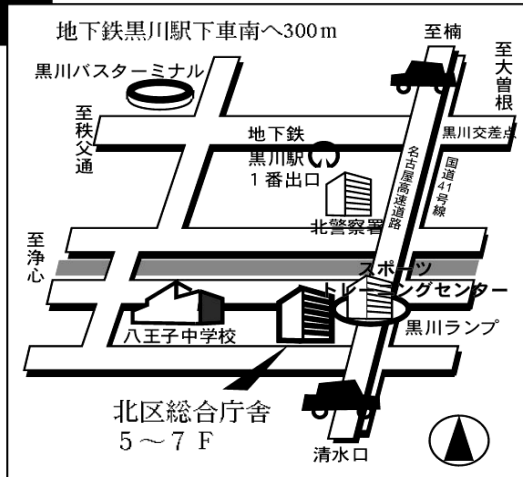 地下鉄黒川駅下車南へ300m
至楠
至大曽根
黒川バスターミナル
至秩父通
地下鉄
黒川駅
1番出口
黒川交差点
名古屋高速道路
国道41号線
北警察署
至浄心
スポーツ
トレーニングセンター
八王子中学校
黒川ランプ
北区総合庁舎
5～7F
清水口